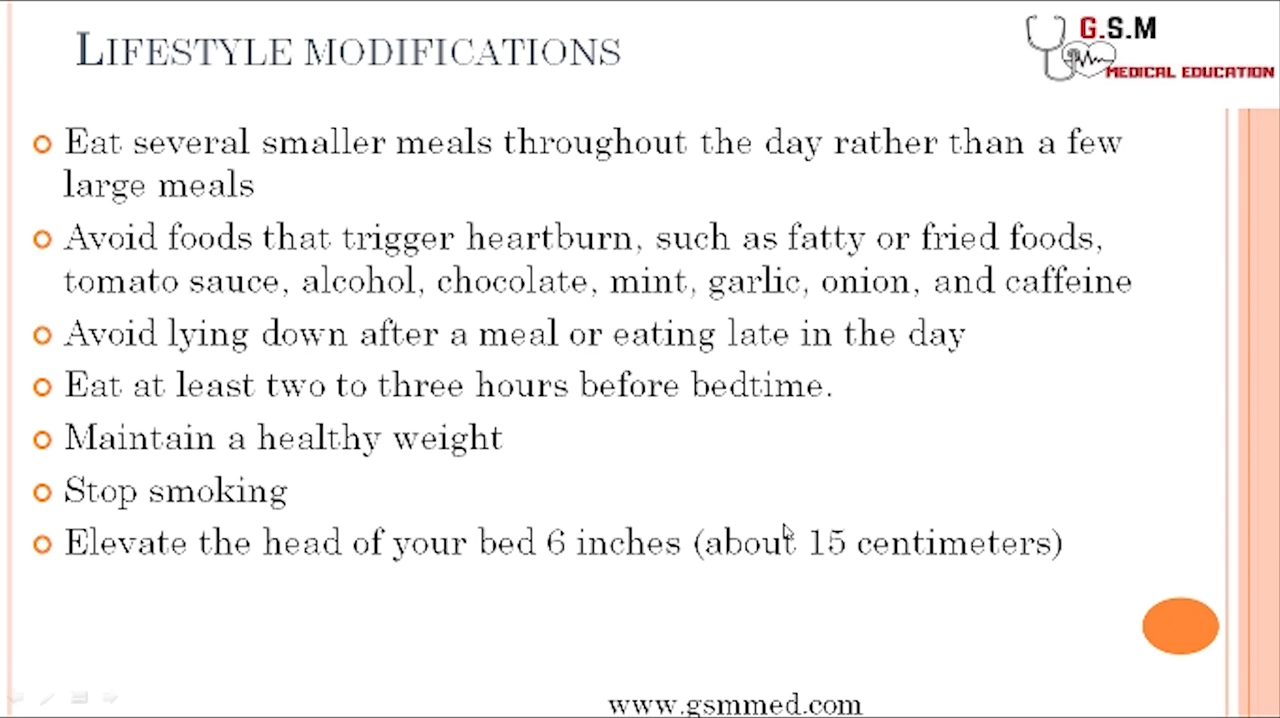 LIFESTYLE MODIFICATIONS
G.S.M
MEDICAL EDUCATION
Eat several smaller meals throughout the day rather than a few
large meals
Avoid foods that trigger heartburn, such as fatty or fried foods,
tomato sauce, alcohol, chocolate, mint, garlic, onion, and caffeine
Avoid lying down after a meal or eating late in the day
Eat at least two to three hours before bedtime.
Maintain a healthy weight
Stop smoking
Elevate the head of your bed 6 inches (about 15 centimeters)
www.gsmmed.com